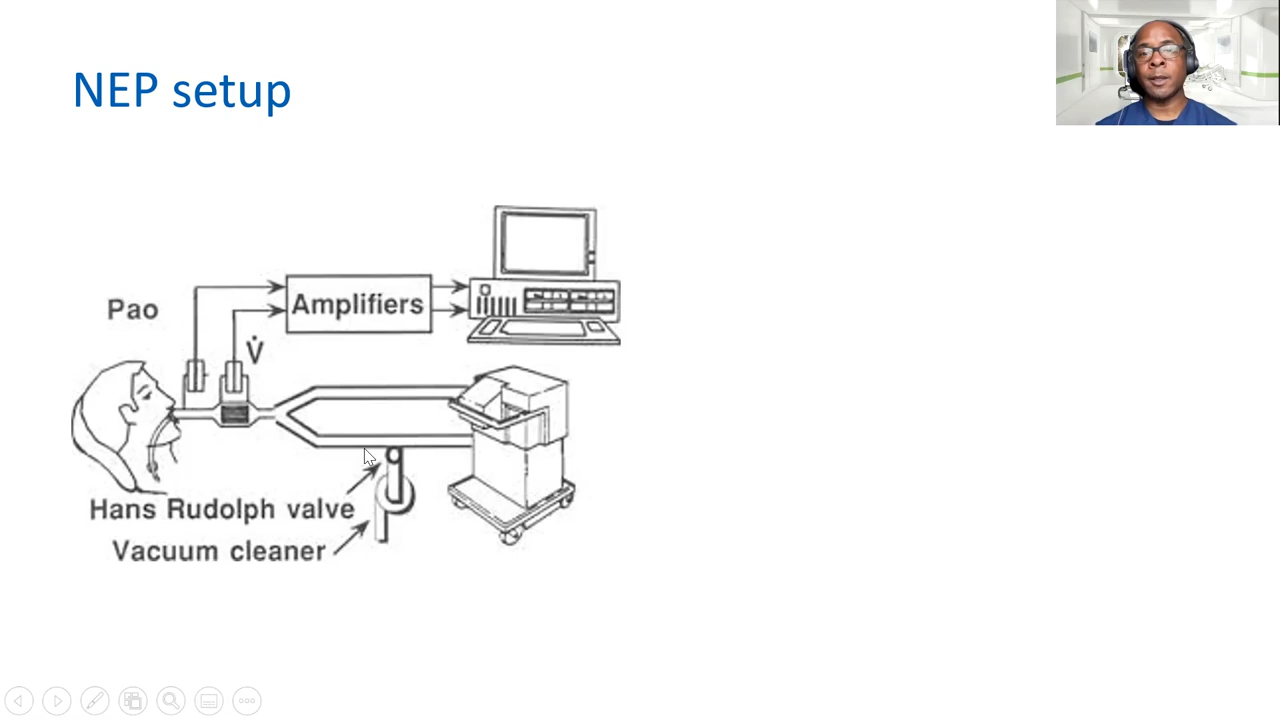 NEP setup
Pao
Amplifiers
V̇
Hans Rudolph valve
Vacuum cleaner